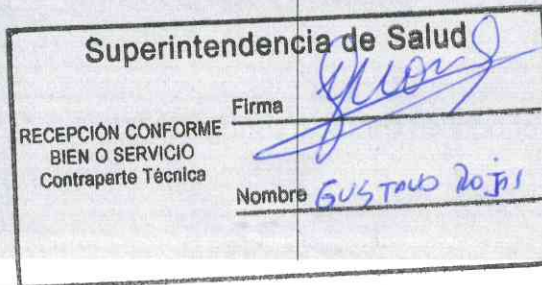 Superintendencia de Salud
Firma
RECEPCIÓN CONFORME
BIEN O SERVICIO
Contraparte Técnica
Nombre GUSTAVO ROJAS